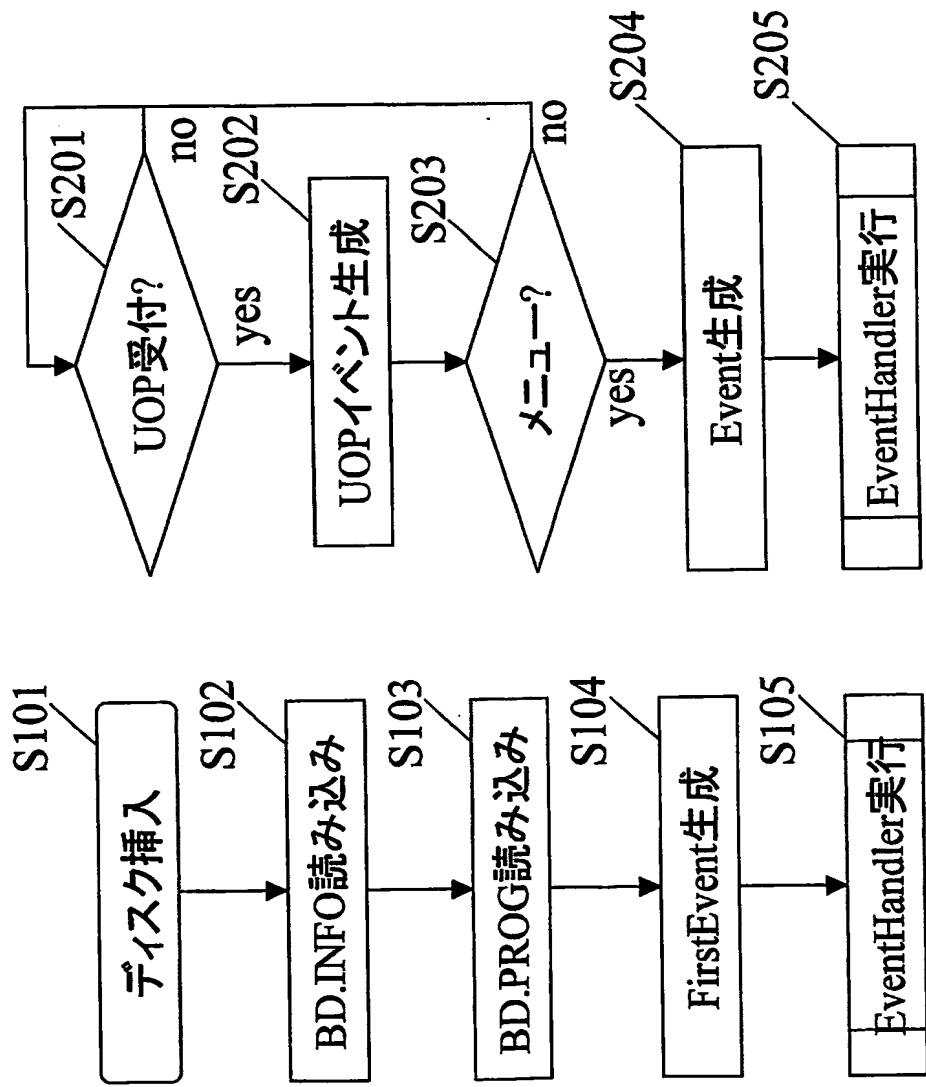 S101
ディスク挿入
S102
BD.INFO読み込み
S103
BD.PROG読み込み
S104
FirstEvent生成
S105
EventHandler実行
S201
UOP受付?
no
yes
S202
UOPイベント生成
S203
メニュー?
no
yes
S204
Event生成
S205
EventHandler実行